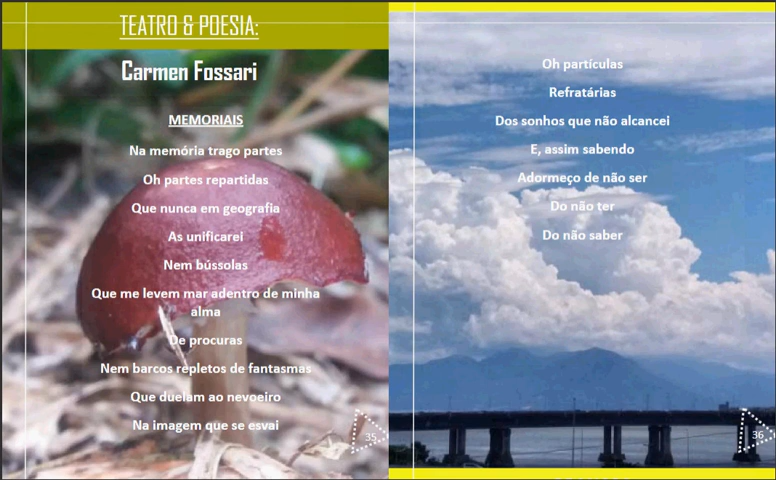 TEATRO & POESIA:
Carmen Fossari
MEMORIAIS
Na memória trago partes
Oh partes repartidas
Que nunca em geografia
As unificarei
Nem bússolas
Que me levem mar adentro de minha
alma
De procuras
Nem barcos repletos de fantasmas
Que duelam ao nevoeiro
Na imagem que se esvai
35
Oh partículas
Refratárias
Dos sonhos que não alcancei
E, assim sabendo
Adormeço de não ser
Do não ter
Do não saber
36